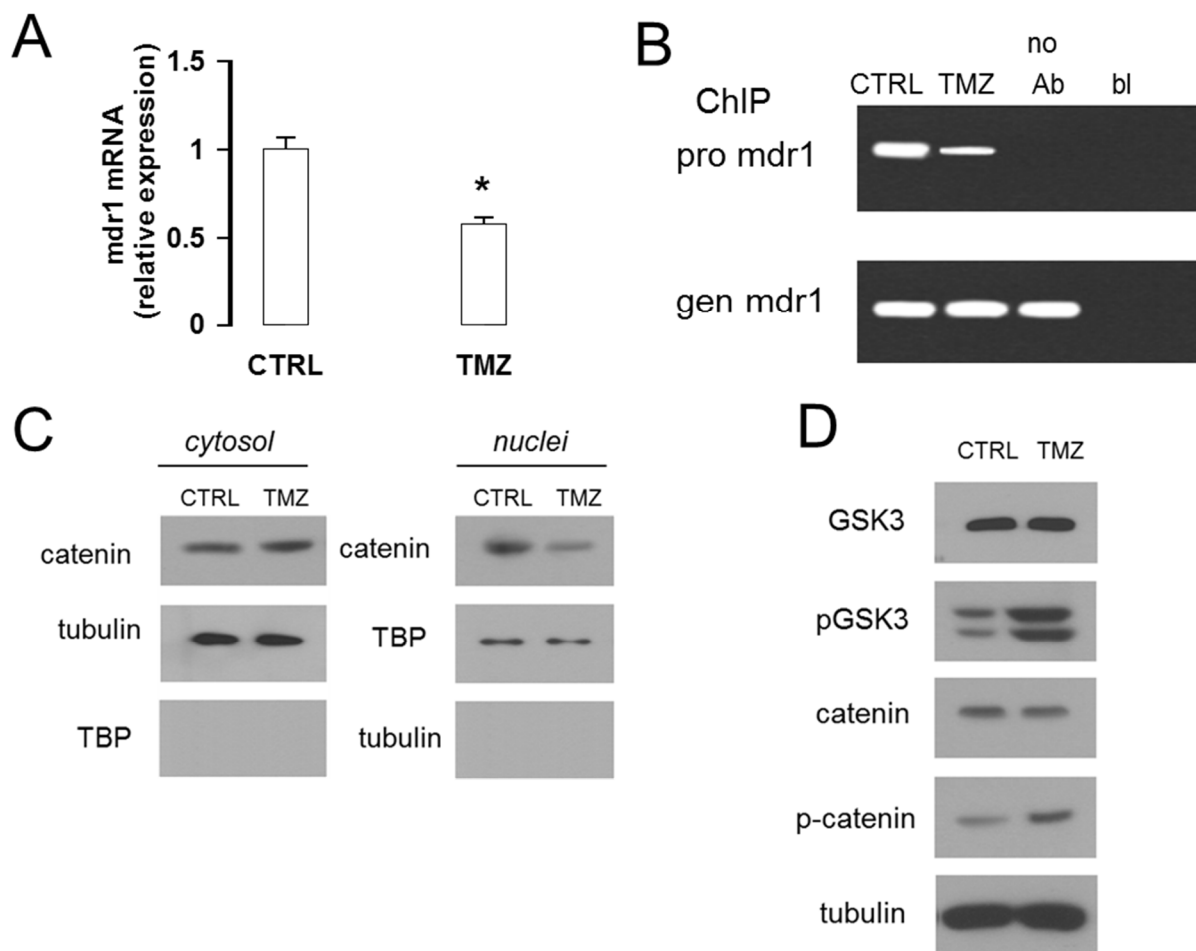 A
mdr1 mRNA
(relative expression)
1.5
1
0.5
0
*
CTRL TMZ
B
no
CTRL TMZ Ab bl
ChIP
pro mdr1
gen mdr1
C
cytosol nuclei
CTRL TMZ CTRL TMZ
catenin catenin
tubulin TBP
TBP tubulin
D
CTRL TMZ
GSK3
pGSK3
catenin
p-catenin
tubulin